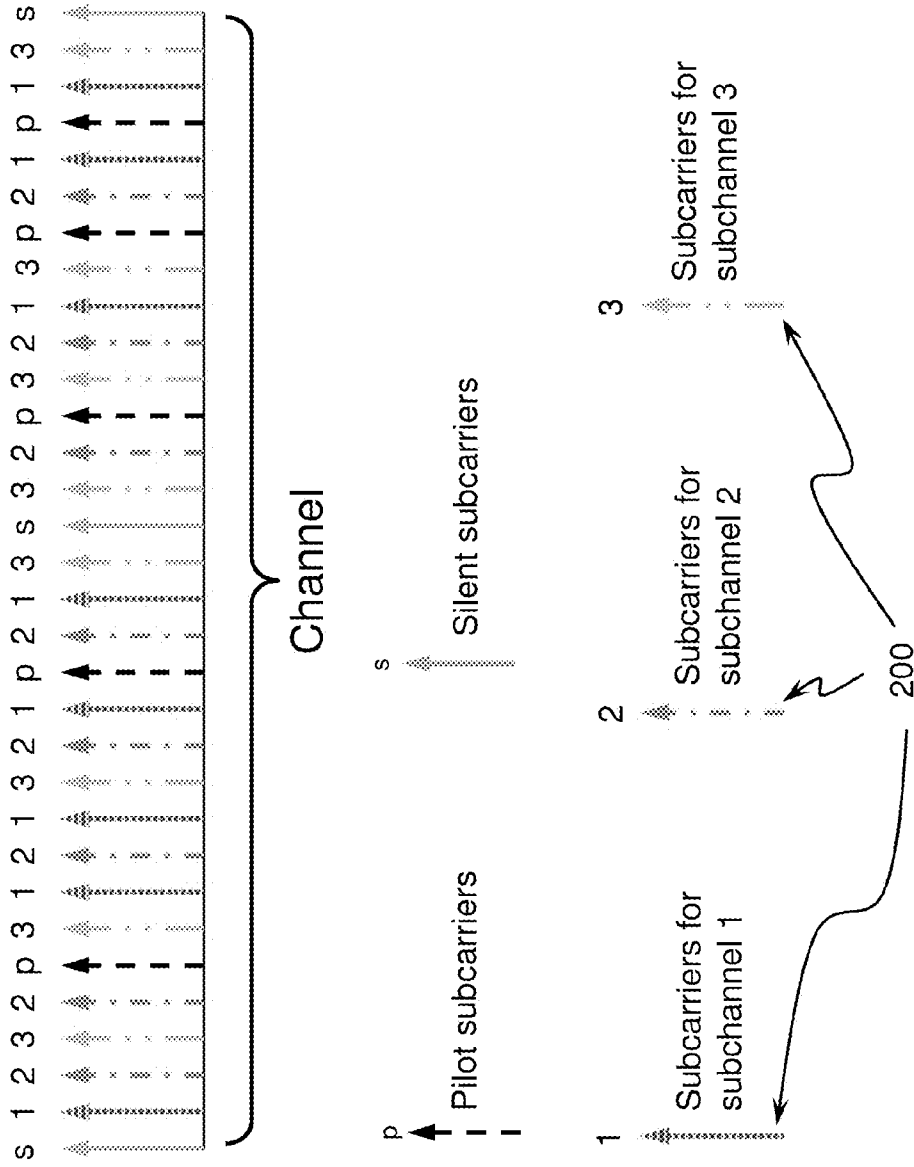 s 1 2 3 2 p 3 1 2 1 3 2 1 p 2 1 3 s 3 2 p 3 2 1 3 p 2 1 p 1 3 s
Channel
p Pilot subcarriers
s Silent subcarriers
1 Subcarriers for
subchannel 1
2 Subcarriers for
subchannel 2
3 Subcarriers for
subchannel 3
200